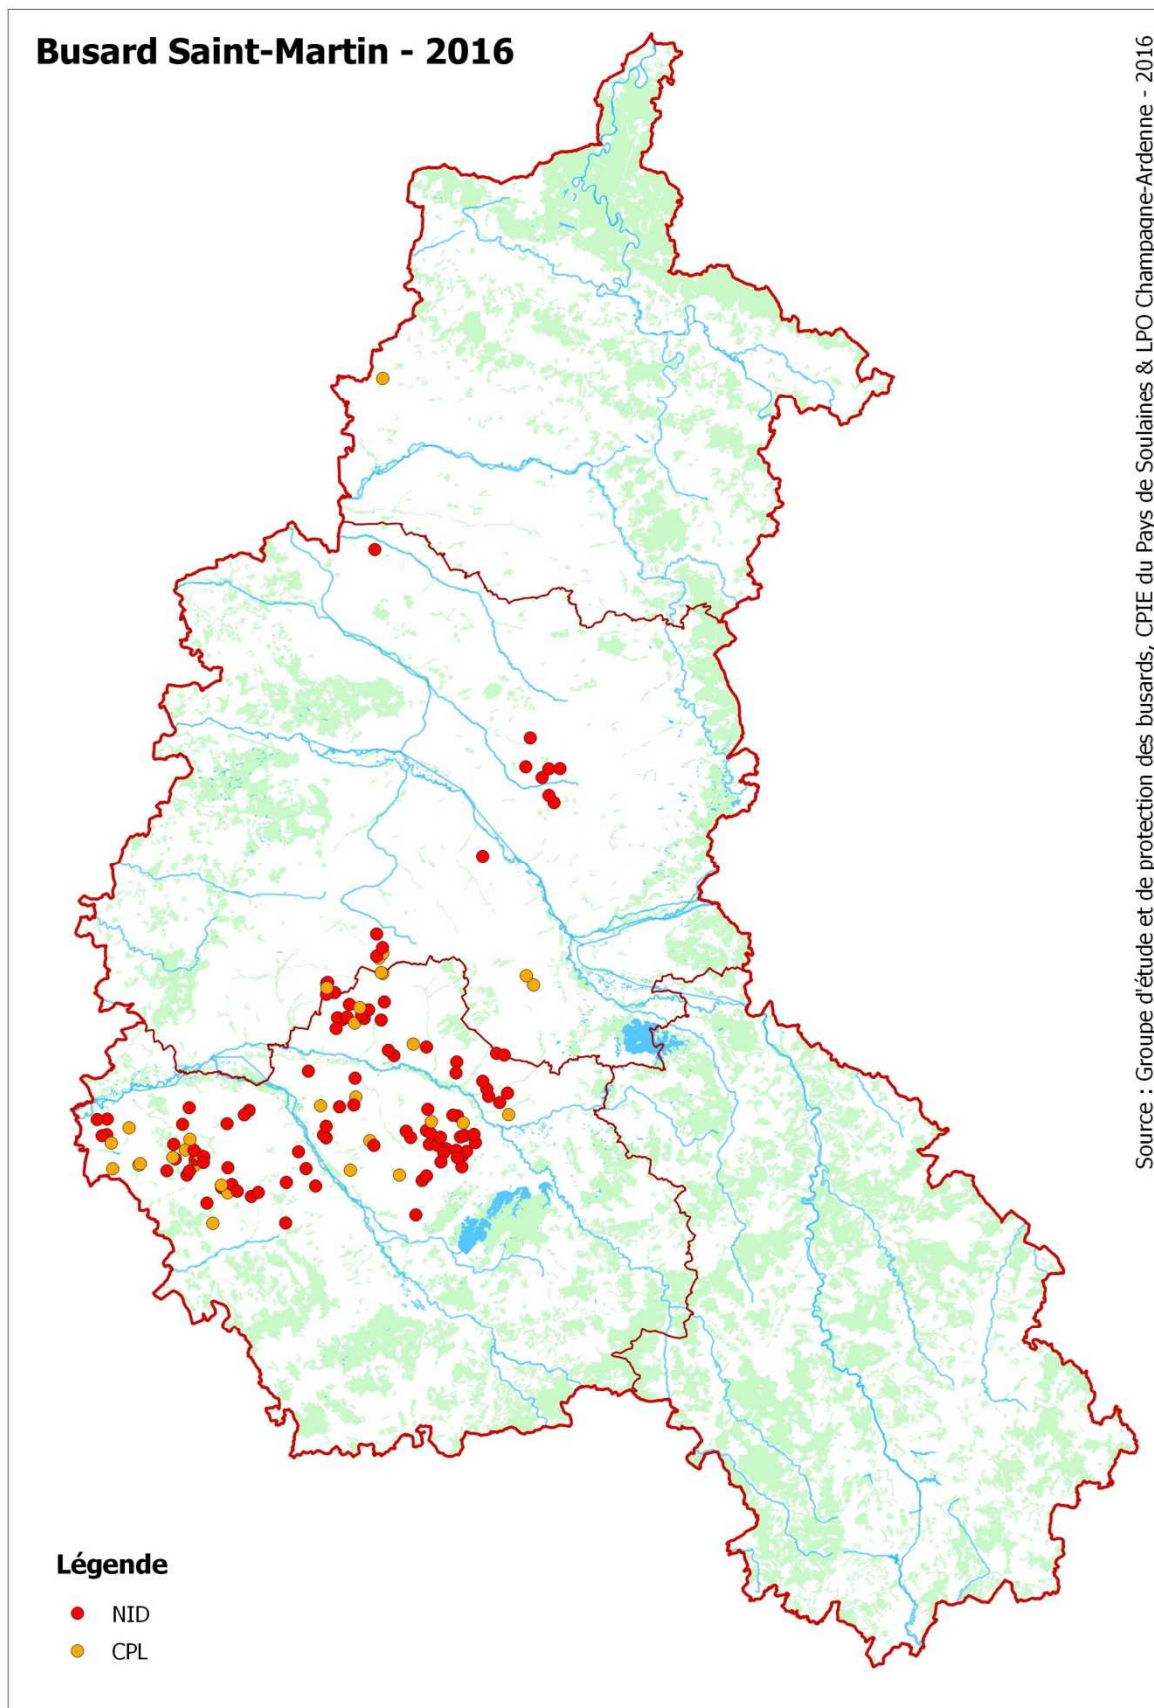 Busard Saint-Martin - 2016
Source : Groupe d'étude et de protection des busards, CPIE du Pays de Soulaines & LPO Champagne-Ardenne - 2016
Légende
NID
CPL